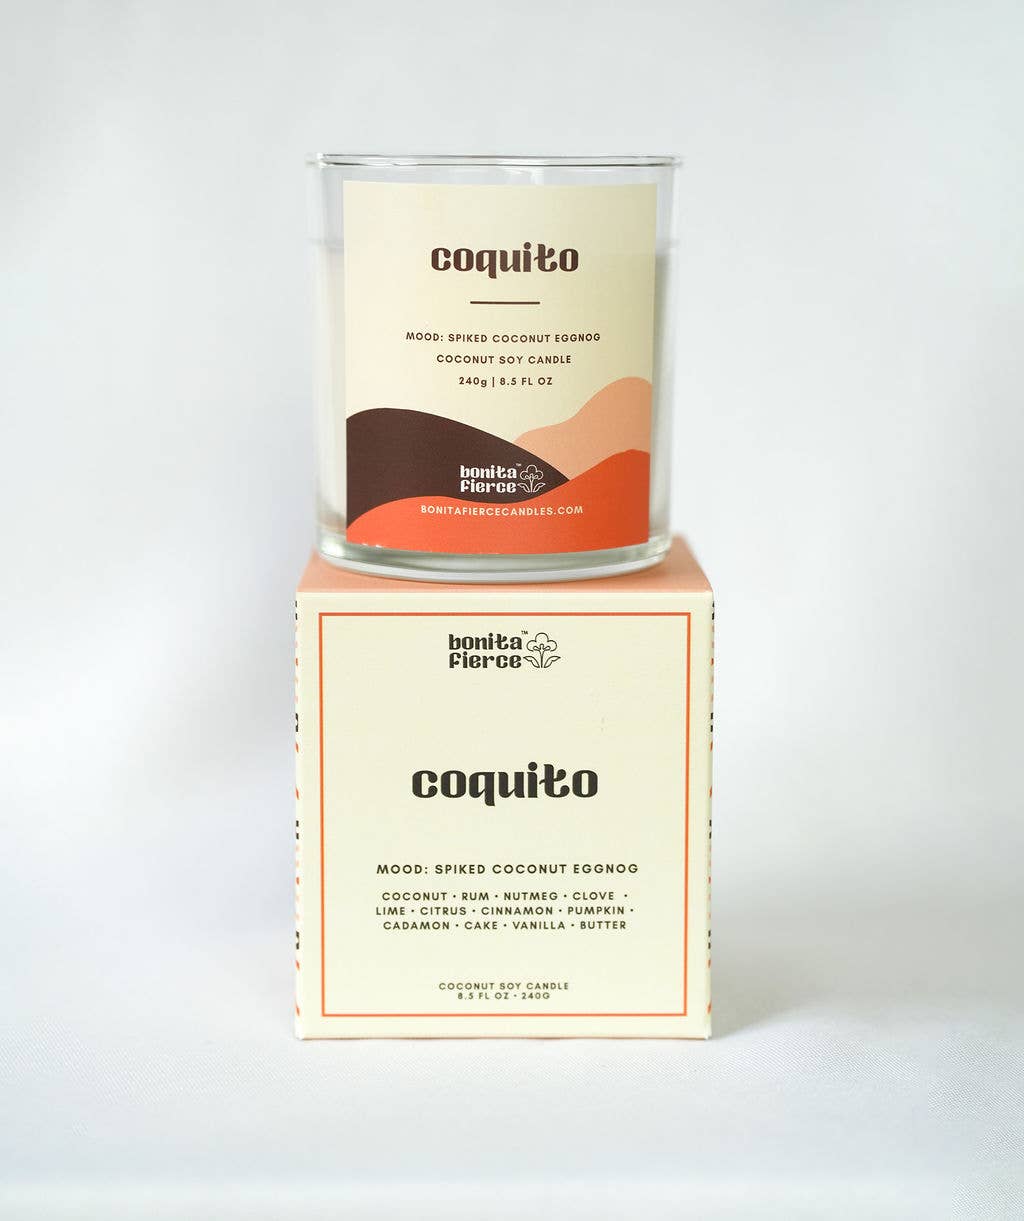 coquito
MOOD: SPIKED COCONUT EGGNOG
COCONUT SOY CANDLE
240g | 8.5 FL OZ
bonita™
fierce
BONITAFIERCECANDLES.COM
bonita™
fierce
coquito
MOOD: SPIKED COCONUT EGGNOG
COCONUT • RUM • NUTMEG • CLOVE •
LIME • CITRUS • CINNAMON • PUMPKIN •
CADAMON • CAKE • VANILLA • BUTTER
COCONUT SOY CANDLE
8.5 FL OZ • 240G